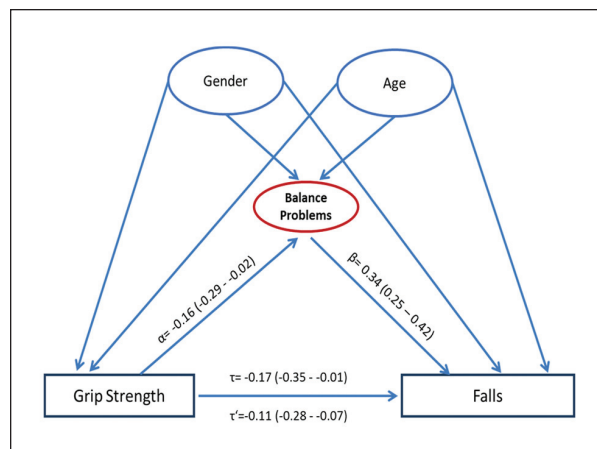 Gender
Age
Balance
Problems
α= -0.16 (-0.29 - -0.02)
β= 0.34 (0.25 – 0.42)
τ= -0.17 (-0.35 - -0.01)
Grip Strength
Falls
τ‘=-0.11 (-0.28 - -0.07)